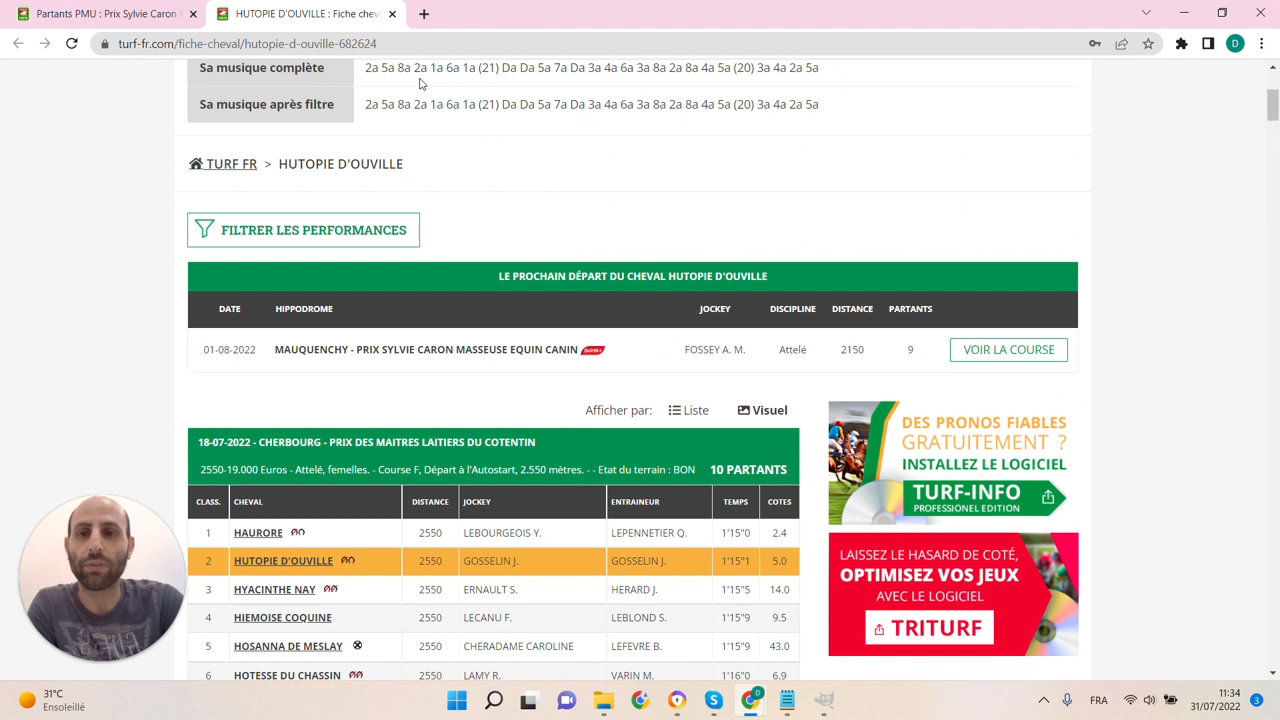 Partants PMU : Prix Sylvie Caron
HUTOPIE D'OUVILLE : Fiche chev
turf-fr.com/fiche-cheval/hutopie-d-ouville-682624
D
Sa musique complète 2a 5a 8a 2a 1a 6a 1a (21) Da Da 5a 7a Da 3a 4a 6a 3a 8a 2a 8a 4a 5a (20) 3a 4a 2a 5a
Sa musique après filtre 2a 5a 8a 2a 1a 6a 1a (21) Da Da 5a 7a Da 3a 4a 6a 3a 8a 2a 8a 4a 5a (20) 3a 4a 2a 5a
TURF FR > HUTOPIE D'OUVILLE
FILTRER LES PERFORMANCES
LE PROCHAIN DÉPART DU CHEVAL HUTOPIE D'OUVILLE
DATE HIPPODROME JOCKEY DISCIPLINE DISTANCE PARTANTS
01-08-2022 MAUQUENCHY - PRIX SYLVIE CARON MASSEUSE EQUIN CANIN quinté+ FOSSEY A. M. Attelé 2150 9 VOIR LA COURSE
Afficher par: Liste Visuel
18-07-2022 - CHERBOURG - PRIX DES MAITRES LAITIERS DU COTENTIN
2550-19.000 Euros - Attelé, femelles. - Course F, Départ à l'Autostart, 2.550 mètres. - - Etat du terrain : BON 10 PARTANTS
CLASS. CHEVAL DISTANCE JOCKEY ENTRAINEUR TEMPS COTES
1 HAURORE 2550 LEBOURGEOIS Y. LEPENNETIER Q. 1'15"0 2.4
2 HUTOPIE D'OUVILLE 2550 GOSSELIN J. GOSSELIN J. 1'15"1 5.0
3 HYACINTHE NAY 2550 ERNAULT S. HERARD J. 1'15"5 14.0
4 HIEMOISE COQUINE 2550 LECANU F. LEBLOND S. 1'15"9 9.5
5 HOSANNA DE MESLAY 2550 CHERADAME CAROLINE LEFEVRE B. 1'15"9 43.0
6 HOTESSE DU CHASSIN 2550 LAMY R. VARIN M. 1'16"0 6.9
DES PRONOS FIABLES
GRATUITEMENT ?
INSTALLEZ LE LOGICIEL
TURF-INFO
PROFESSIONEL EDITION
LAISSEZ LE HASARD DE COTÉ,
OPTIMISEZ VOS JEUX
AVEC LE LOGICIEL
TRITURF
31°C
Ensoleillé
D
FRA
11:34
31/07/2022
3